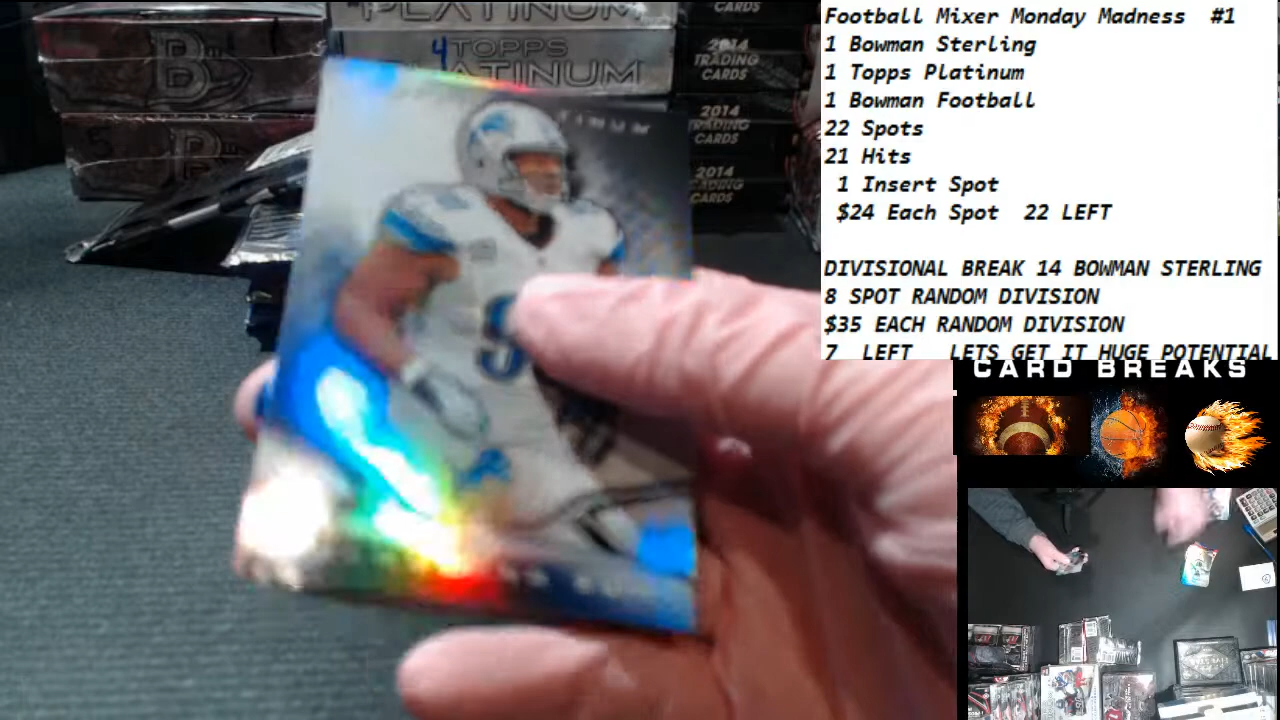 Football Mixer Monday Madness #1
1 Bowman Sterling
1 Topps Platinum
1 Bowman Football
22 Spots
21 Hits
1 Insert Spot
$24 Each Spot 22 LEFT
DIVISIONAL BREAK 14 BOWMAN STERLING
8 SPOT RANDOM DIVISION
$35 EACH RANDOM DIVISION
7 LEFT LETS GET IT HUGE POTENTIAL
CARD BREAKS
PLATINUM
CARDS
4 TOPPS
PLATINUM
2014
TRADING
CARDS
2014
TRADING
CARDS
2014
TRADING
CARDS
B
B